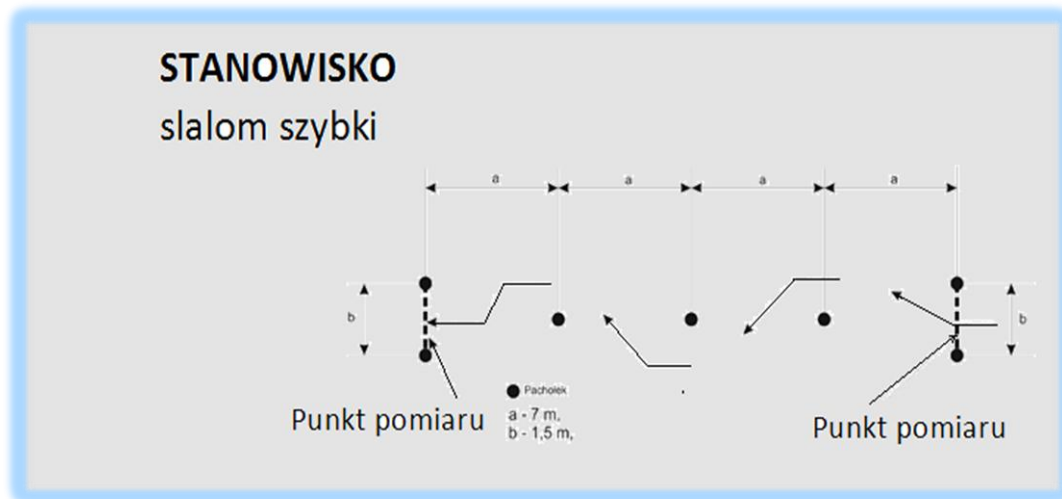 STANOWISKO
slalom szybki
a a a a
b b
Pachołek
a - 7 m,
b - 1,5 m,
Punkt pomiaru
Punkt pomiaru